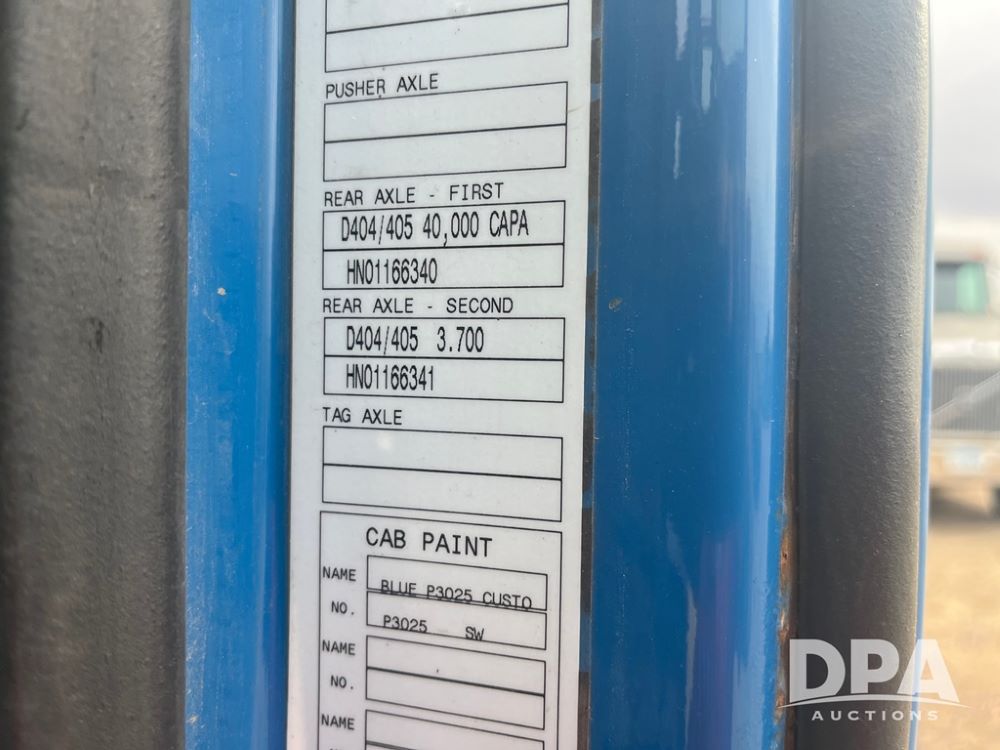 PUSHER AXLE
REAR AXLE - FIRST
D404/405 40,000 CAPA
HN01166340
REAR AXLE - SECOND
D404/405 3.700
HN01166341
TAG AXLE
CAB PAINT
NAME BLUE P3025 CUSTO
NO. P3025 SW
NAME
NO.
NAME
DPA
AUCTIONS